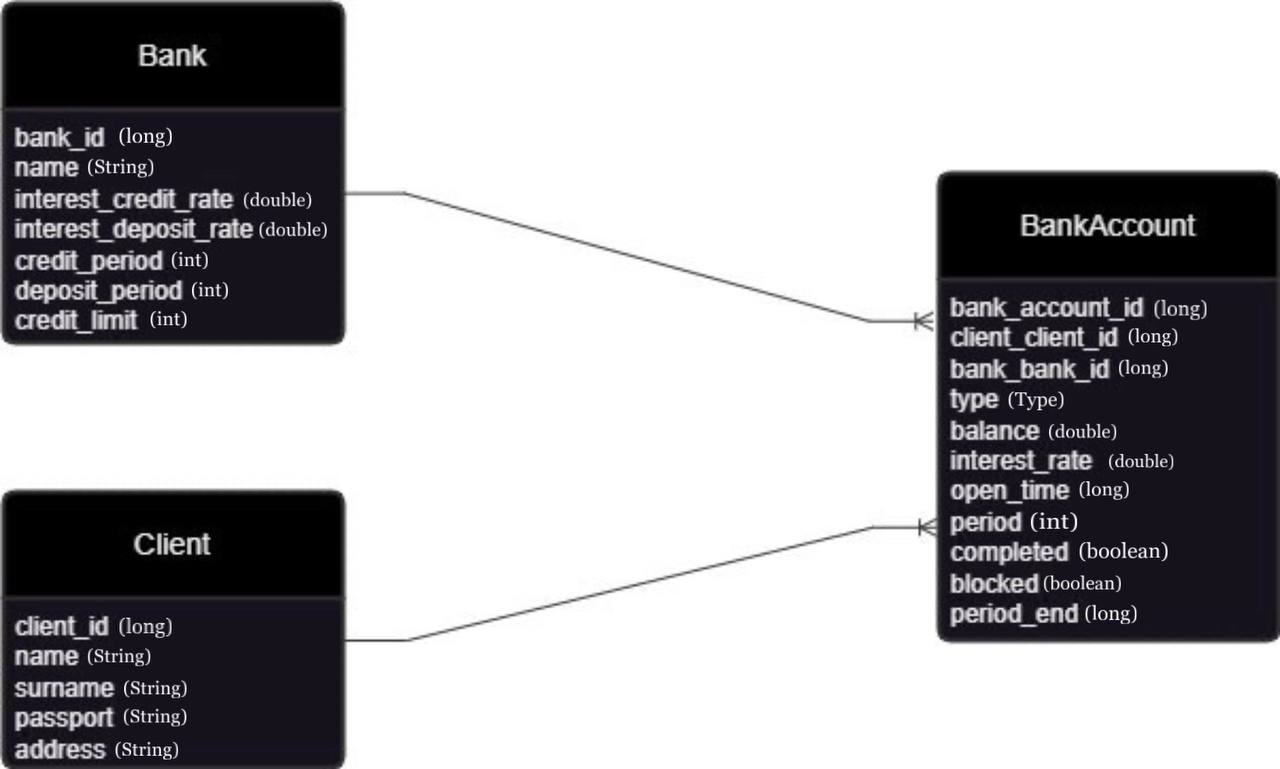 Bank
bank_id (long)
name (String)
interest_credit_rate (double)
interest_deposit_rate (double)
credit_period (int)
deposit_period (int)
credit_limit (int)
Client
client_id (long)
name (String)
surname (String)
passport (String)
address (String)
BankAccount
bank_account_id (long)
client_client_id (long)
bank_bank_id (long)
type (Type)
balance (double)
interest_rate (double)
open_time (long)
period (int)
completed (boolean)
blocked (boolean)
period_end (long)